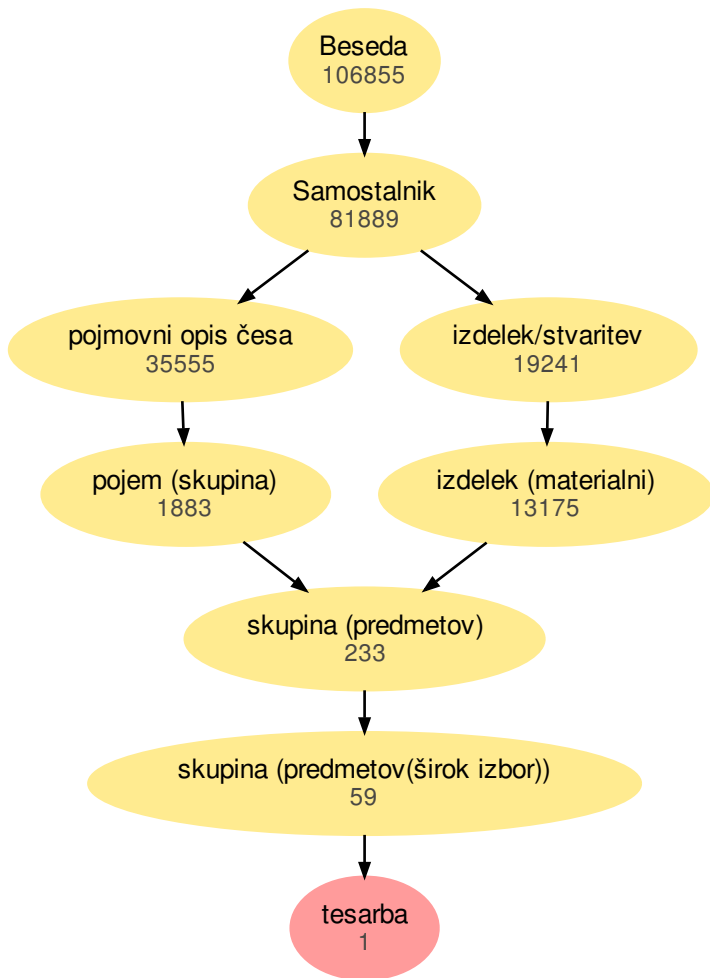 Beseda
106855
Samostalnik
81889
pojmovni opis česa
35555
izdelek/stvaritev
19241
pojem (skupina)
1883
izdelek (materialni)
13175
skupina (predmetov)
233
skupina (predmetov(širok izbor))
59
tesarba
1